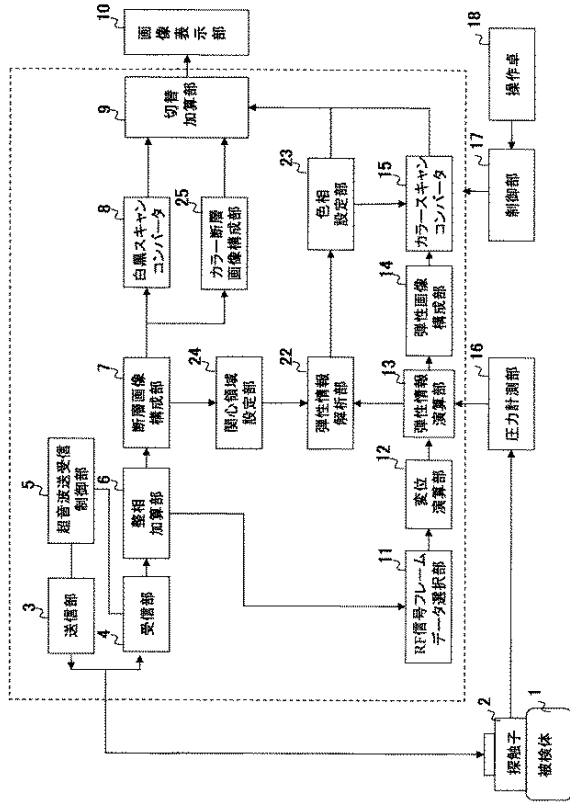 1
被検体
2
探触子
3
送信部
4
受信部
5
超音波送受信
制御部
6
整相
加算部
7
断層画像
構成部
8
白黒スキャン
コンバータ
25
カラー断層
画像構成部
9
切替
加算部
10
画像
表示部
24
関心領域
設定部
22
弾性情報
解析部
23
色相
設定部
11
RF信号フレーム
データ選択部
12
変位
演算部
13
弾性情報
演算部
14
弾性画像
構成部
15
カラースキャン
コンバータ
16
圧力計測部
17
制御部
18
操作卓